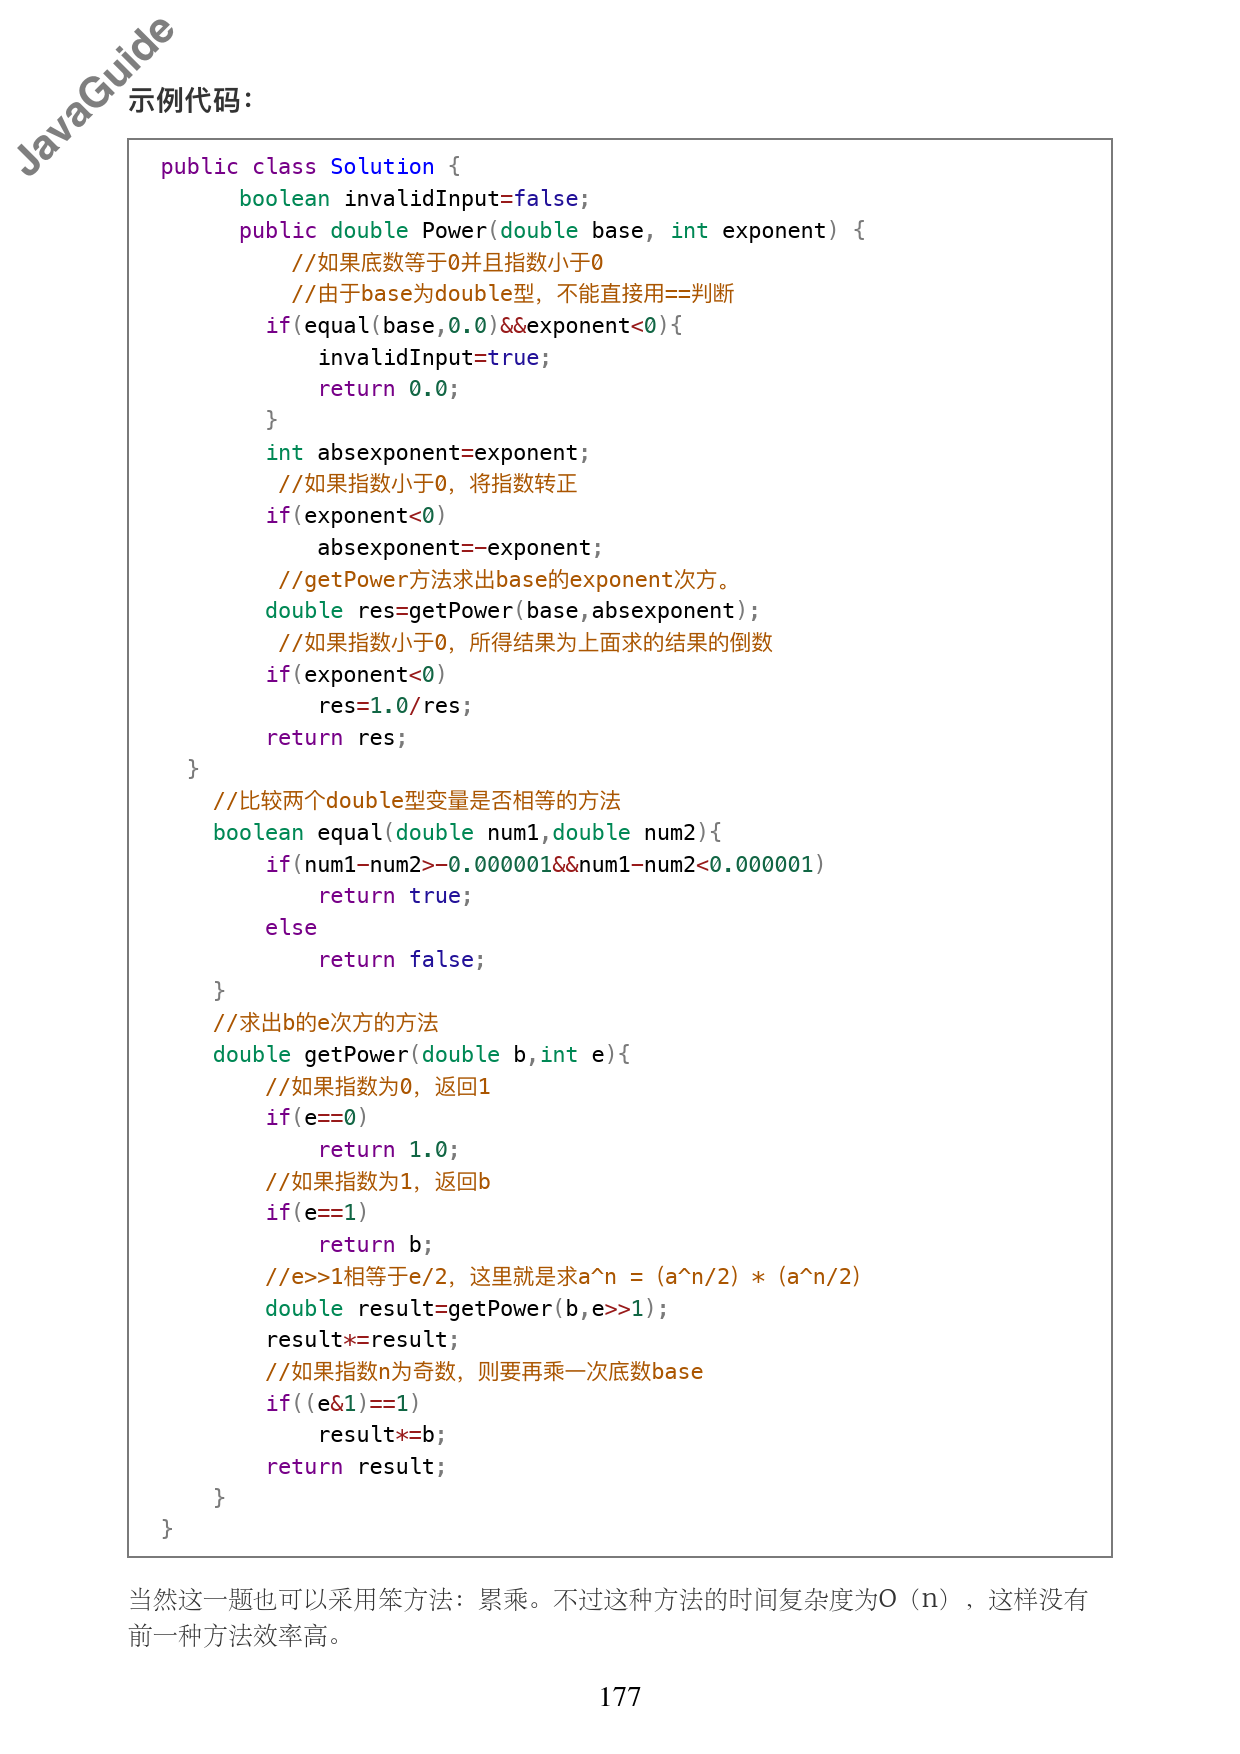 JavaGuide
示例代码：
public class Solution {
      boolean invalidInput=false;
      public double Power(double base, int exponent) {
          //如果底数等于0并且指数小于0
          //由于base为double型，不能直接用==判断
        if(equal(base,0.0)&&exponent<0){
            invalidInput=true;
            return 0.0;
        }
        int absexponent=exponent;
         //如果指数小于0，将指数转正
        if(exponent<0)
            absexponent=-exponent;
         //getPower方法求出base的exponent次方。
        double res=getPower(base,absexponent);
         //如果指数小于0，所得结果为上面求的结果的倒数
        if(exponent<0)
            res=1.0/res;
        return res;
  }
    //比较两个double型变量是否相等的方法
    boolean equal(double num1,double num2){
        if(num1-num2>-0.000001&&num1-num2<0.000001)
            return true;
        else
            return false;
    }
    //求出b的e次方的方法
    double getPower(double b,int e){
        //如果指数为0，返回1
        if(e==0)
            return 1.0;
        //如果指数为1，返回b
        if(e==1)
            return b;
        //e>>1相等于e/2，这里就是求a^n =（a^n/2）*（a^n/2）
        double result=getPower(b,e>>1);
        result*=result;
        //如果指数n为奇数，则要再乘一次底数base
        if((e&1)==1)
            result*=b;
        return result;
    }
}
当然这一题也可以采用笨方法：累乘。不过这种方法的时间复杂度为O（n），这样没有
前一种方法效率高。
177